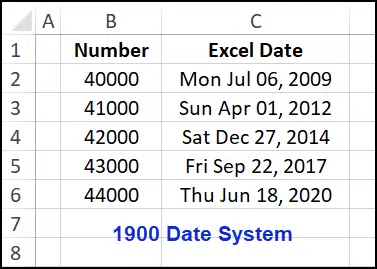 A B C
1 Number Excel Date
2 40000 Mon Jul 06, 2009
3 41000 Sun Apr 01, 2012
4 42000 Sat Dec 27, 2014
5 43000 Fri Sep 22, 2017
6 44000 Thu Jun 18, 2020
7 1900 Date System
8